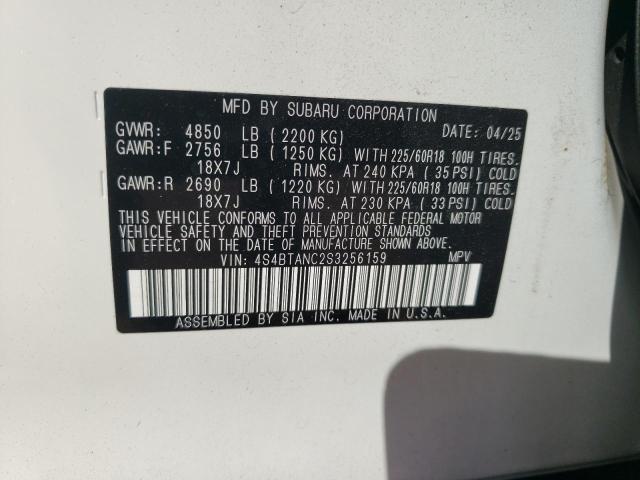 MFD BY SUBARU CORPORATION
GVWR: 4850 LB ( 2200 KG) DATE: 04/25
GAWR:F 2756 LB ( 1250 KG) WITH 225/60R18 100H TIRES.
18X7J RIMS. AT 240 KPA ( 35 PSI) COLD
GAWR:R 2690 LB ( 1220 KG) WITH 225/60R18 100H TIRES.
18X7J RIMS. AT 230 KPA ( 33 PSI) COLD
THIS VEHICLE CONFORMS TO ALL APPLICABLE FEDERAL MOTOR
VEHICLE SAFETY AND THEFT PREVENTION STANDARDS
IN EFFECT ON THE DATE OF MANUFACTURE SHOWN ABOVE.
VIN: 4S4BTANC2S3256159 MPV
ASSEMBLED BY SIA INC. MADE IN U.S.A.